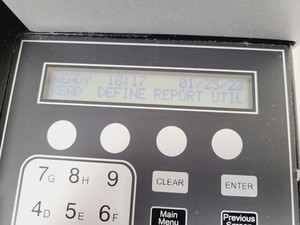 READY 18:17 01/25/23
READ DEFINE REPORT UTIL
7G 8H 9
CLEAR ENTER
4D 5E 6F
Main Menu
Previous Screen